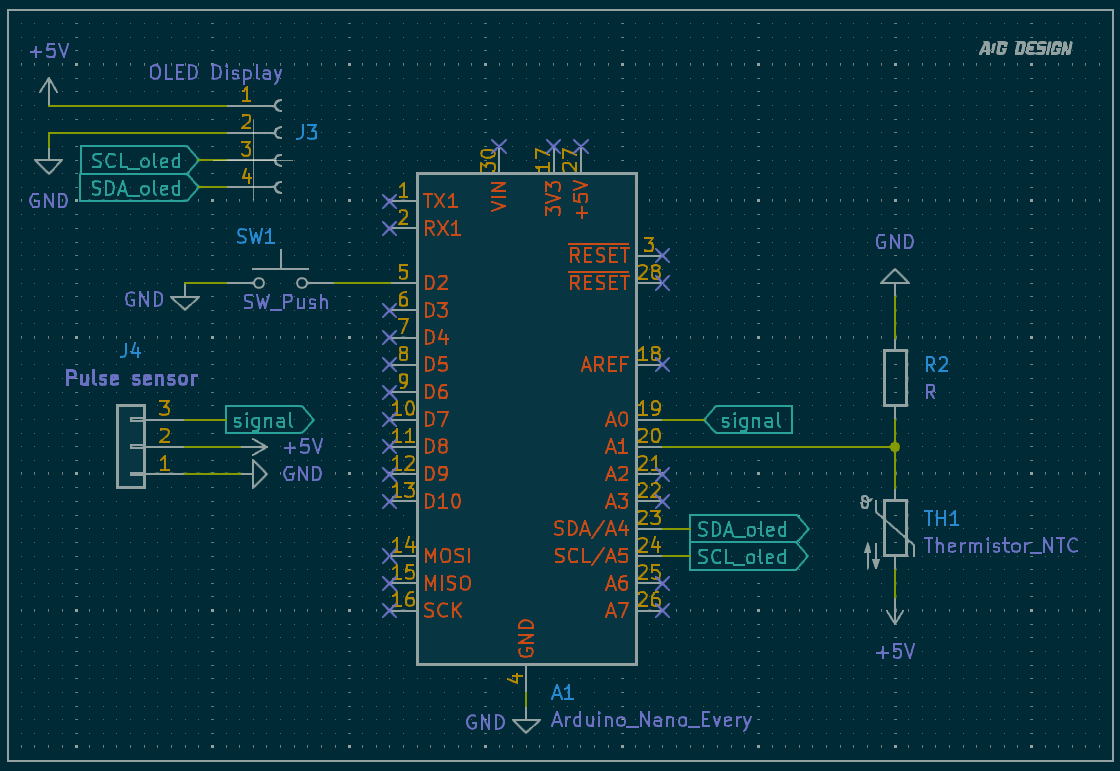 A!G DESIGN
+5V
OLED Display
1
2
J3
3
SCL_oled
4
SDA_oled
GND
30
17
27
VIN
3V3
+5V
1
TX1
2
RX1
3
RESET
28
RESET
SW1
5
D2
GND
SW_Push
6
D3
7
D4
8
D5
18
AREF
9
D6
10
D7
19
A0
signal
11
D8
20
A1
12
D9
21
A2
13
D10
22
A3
23
SDA/A4
SDA_oled
14
MOSI
24
SCL/A5
SCL_oled
15
MISO
25
A6
16
SCK
26
A7
GND
4
GND
A1
Arduino_Nano_Every
J4
Pulse sensor
3
signal
2
+5V
1
GND
GND
R2
R
TH1
Thermistor_NTC
+5V